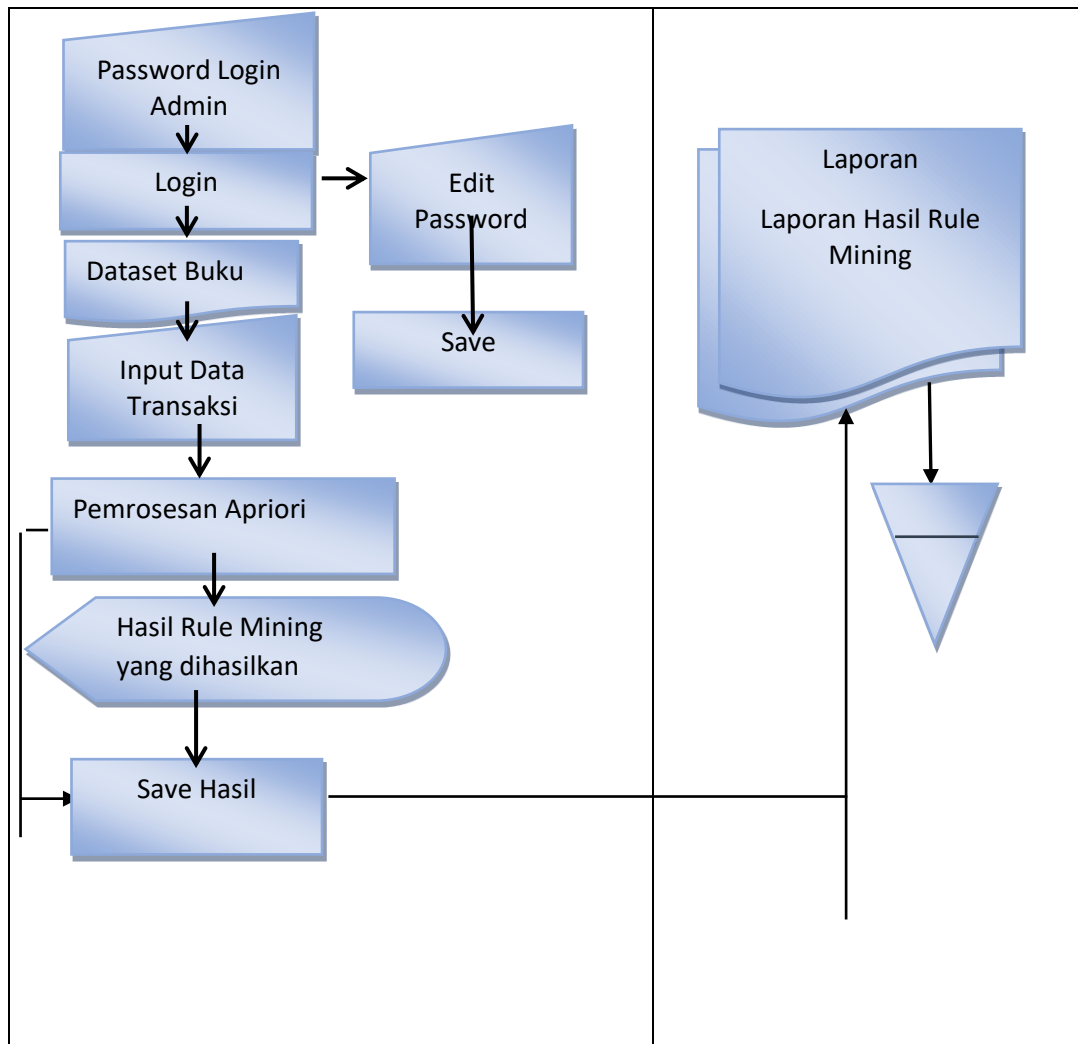 Password Login
Admin
Login
Edit
Password
Dataset Buku
Save
Input Data
Transaksi
Pemrosesan Apriori
Hasil Rule Mining
yang dihasilkan
Save Hasil
Laporan
Laporan Hasil Rule
Mining